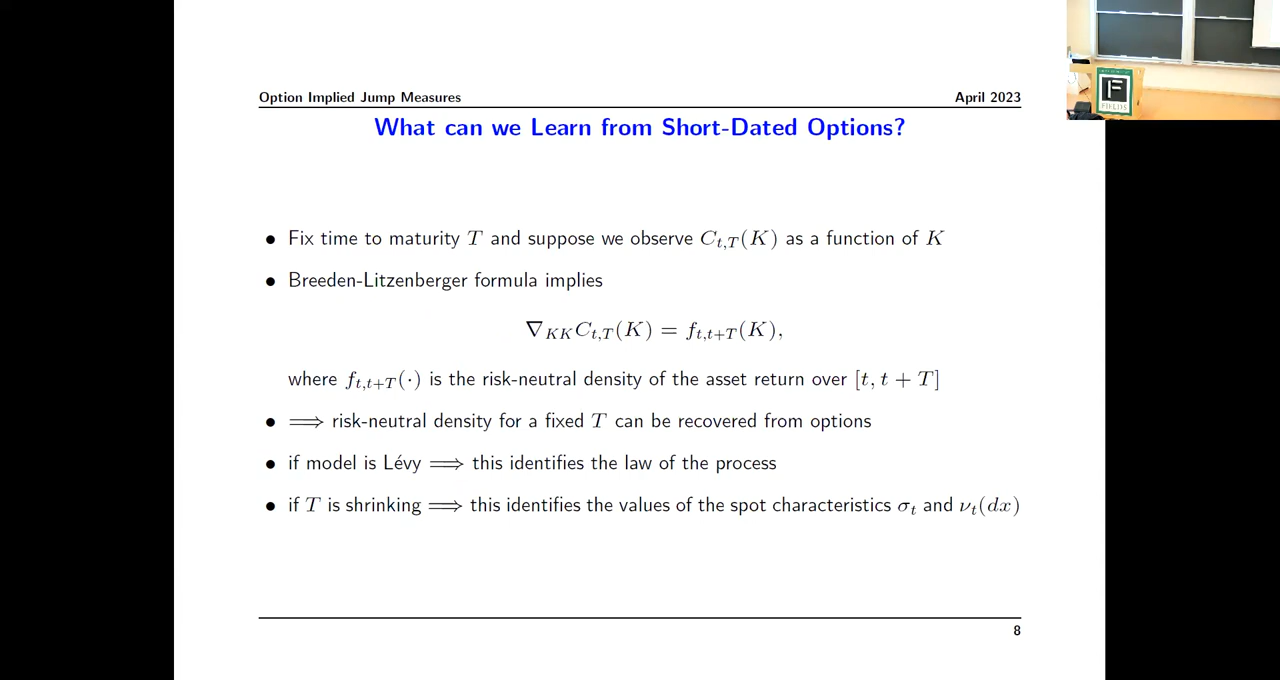 Option Implied Jump Measures April 2023
What can we Learn from Short-Dated Options?
• Fix time to maturity T and suppose we observe C_{t,T}(K) as a function of K
• Breeden-Litzenberger formula implies
∇_{KK}C_{t,T}(K) = f_{t,t+T}(K),
where f_{t,t+T}(·) is the risk-neutral density of the asset return over [t, t + T]
• ⟹ risk-neutral density for a fixed T can be recovered from options
• if model is Lévy ⟹ this identifies the law of the process
• if T is shrinking ⟹ this identifies the values of the spot characteristics σ_t and ν_t(dx)
8
F
FIELDS